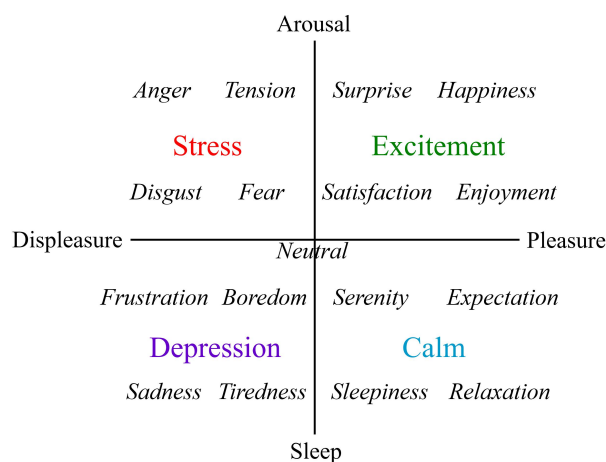 Arousal
Anger Tension Surprise Happiness
Stress Excitement
Disgust Fear Satisfaction Enjoyment
Displeasure Pleasure
Neutral
Frustration Boredom Serenity Expectation
Depression Calm
Sadness Tiredness Sleepiness Relaxation
Sleep